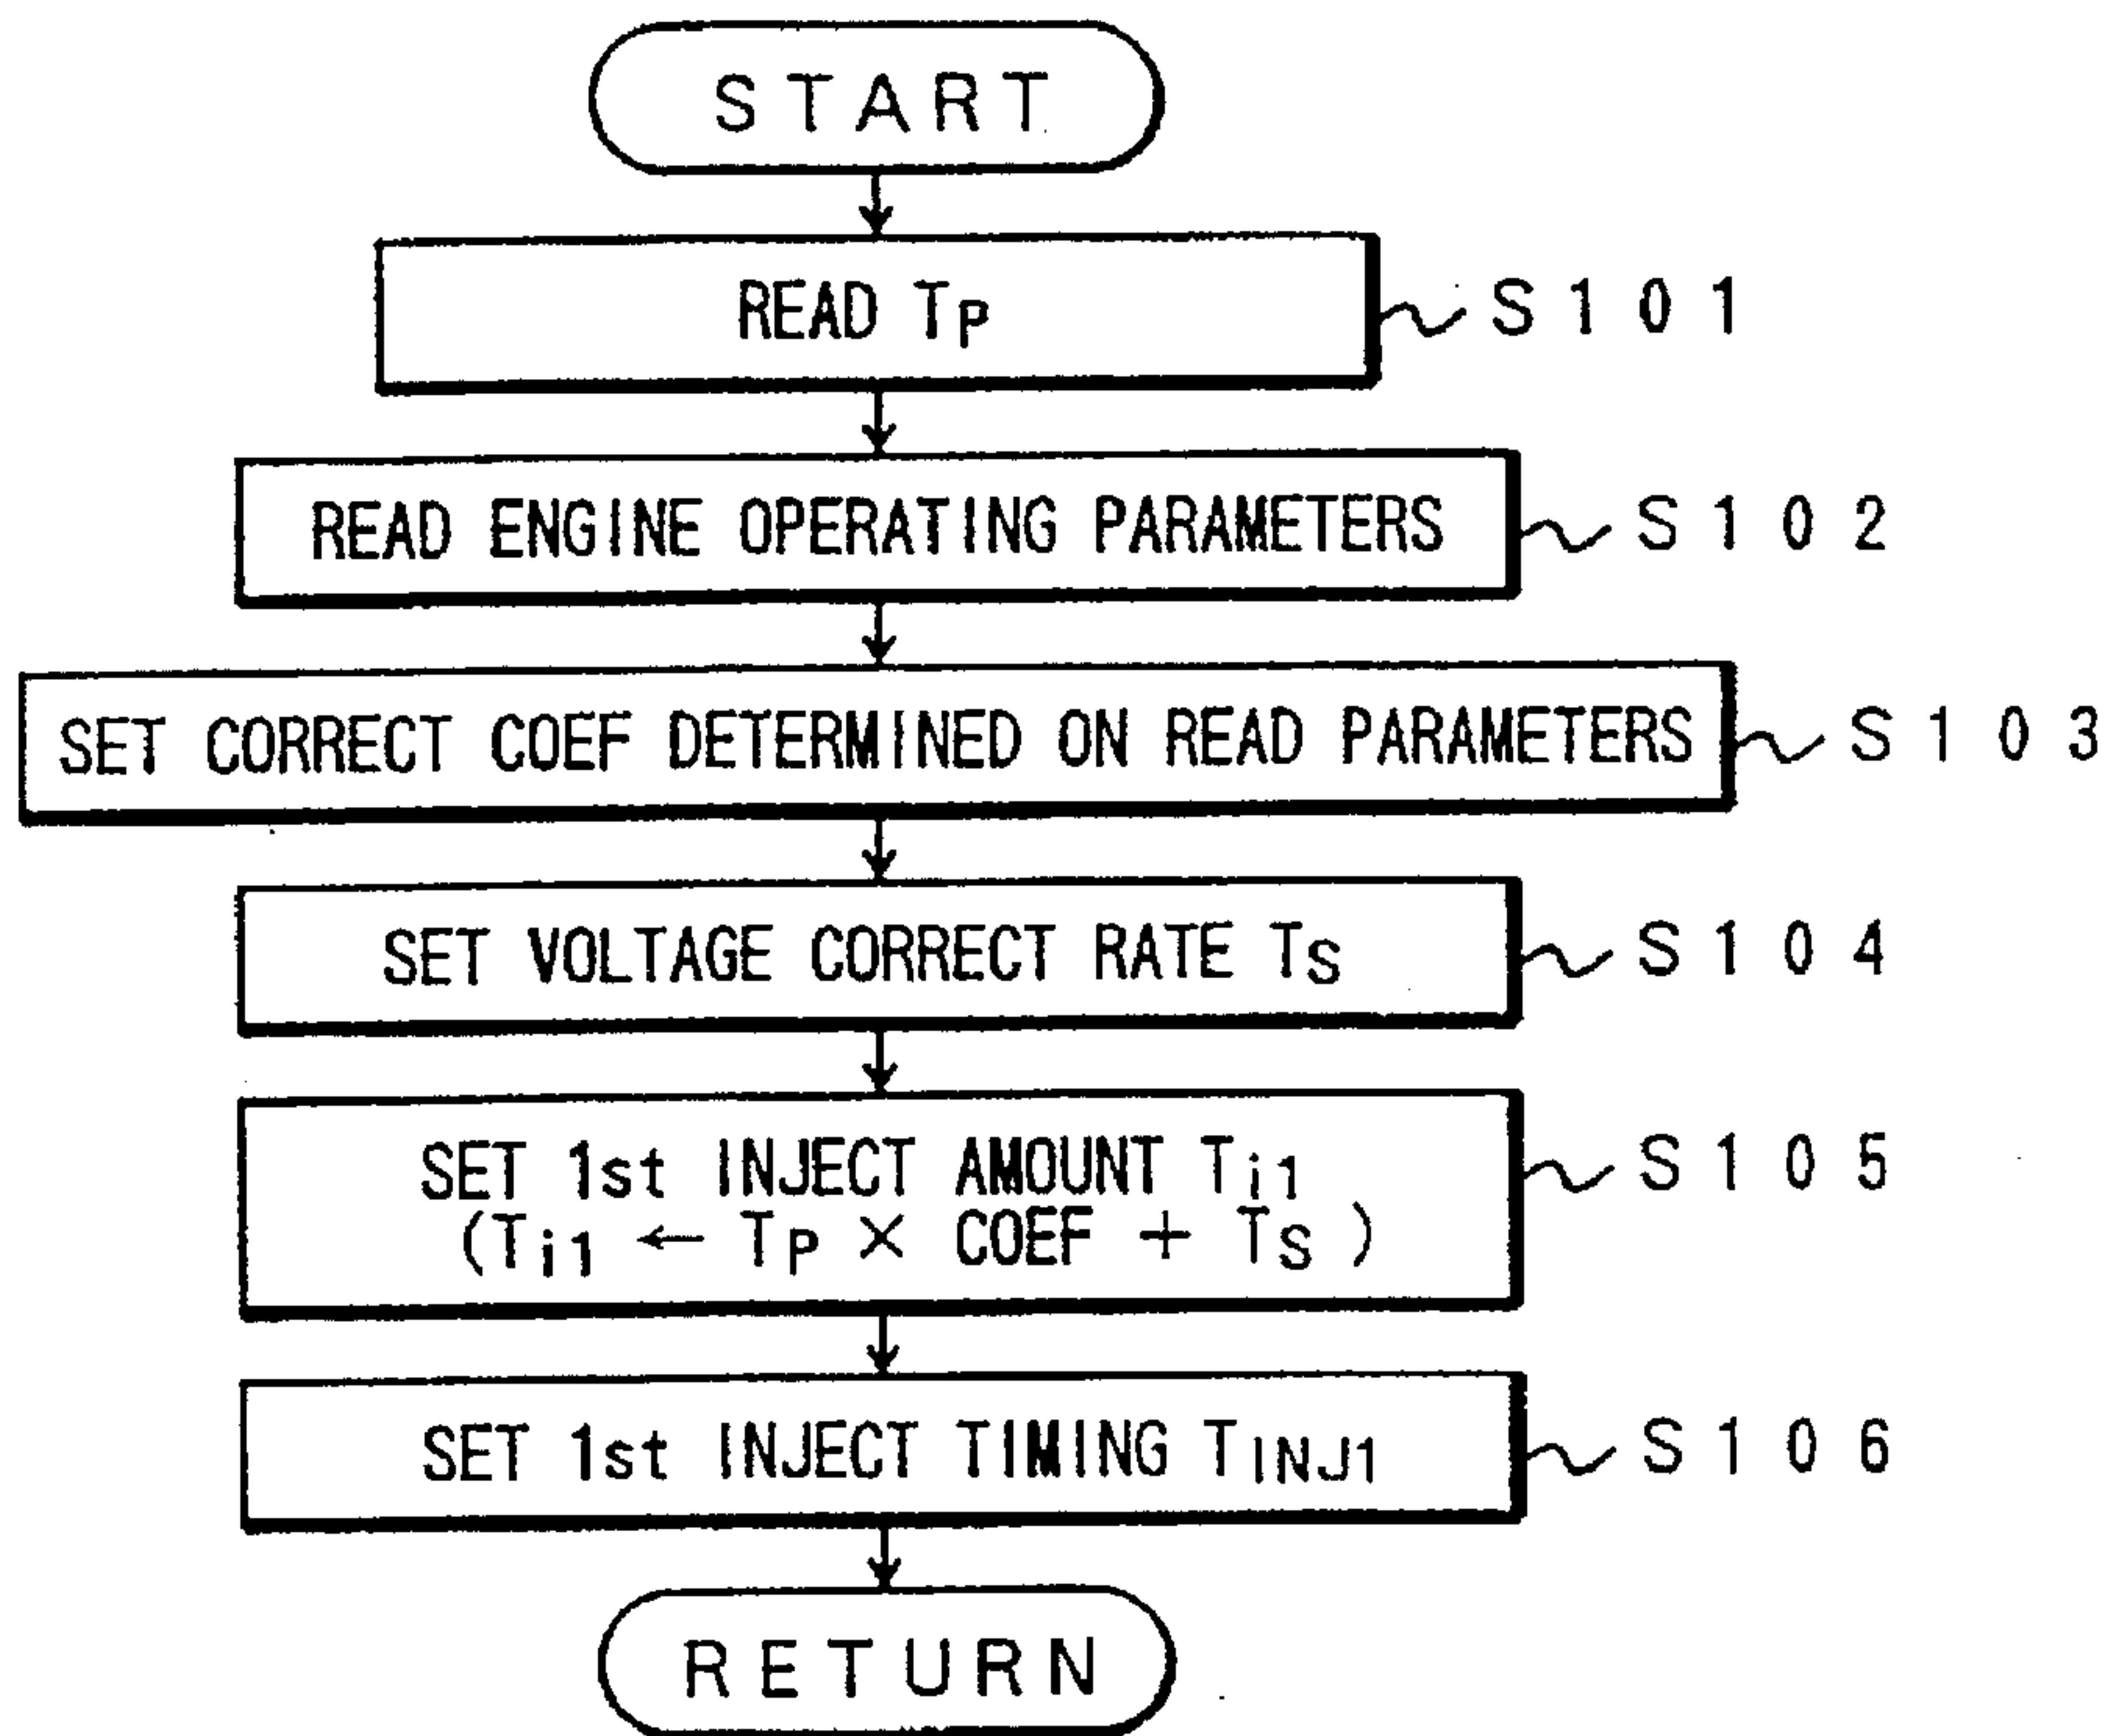 START
READ TP
S101
READ ENGINE OPERATING PARAMETERS
S102
SET CORRECT COEF DETERMINED ON READ PARAMETERS
S103
SET VOLTAGE CORRECT RATE TS
S104
SET 1st INJECT AMOUNT Ti1
(Ti1 ← TP × COEF + TS )
S105
SET 1st INJECT TIMING TINJ1
S106
RETURN